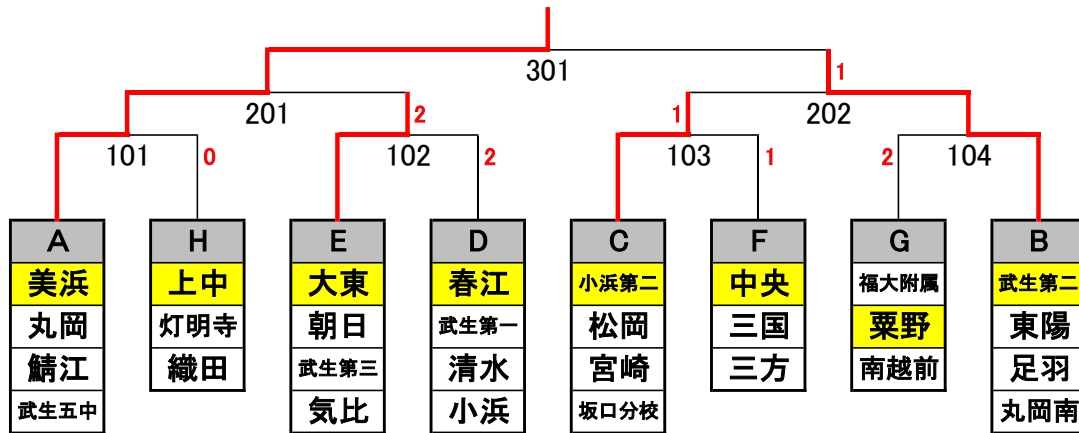 301
1
201
2
1
202
101
0
102
2
103
1
2
104
A H E D C F G B
美浜 上中 大東 春江 小浜第二 中央 福大附属 武生第二
丸岡 灯明寺 朝日 武生第一 松岡 三国 粟野 東陽
鯖江 織田 武生第三 清水 宮崎 三方 南越前 足羽
武生五中 気比 小浜 坂口分校 丸岡南